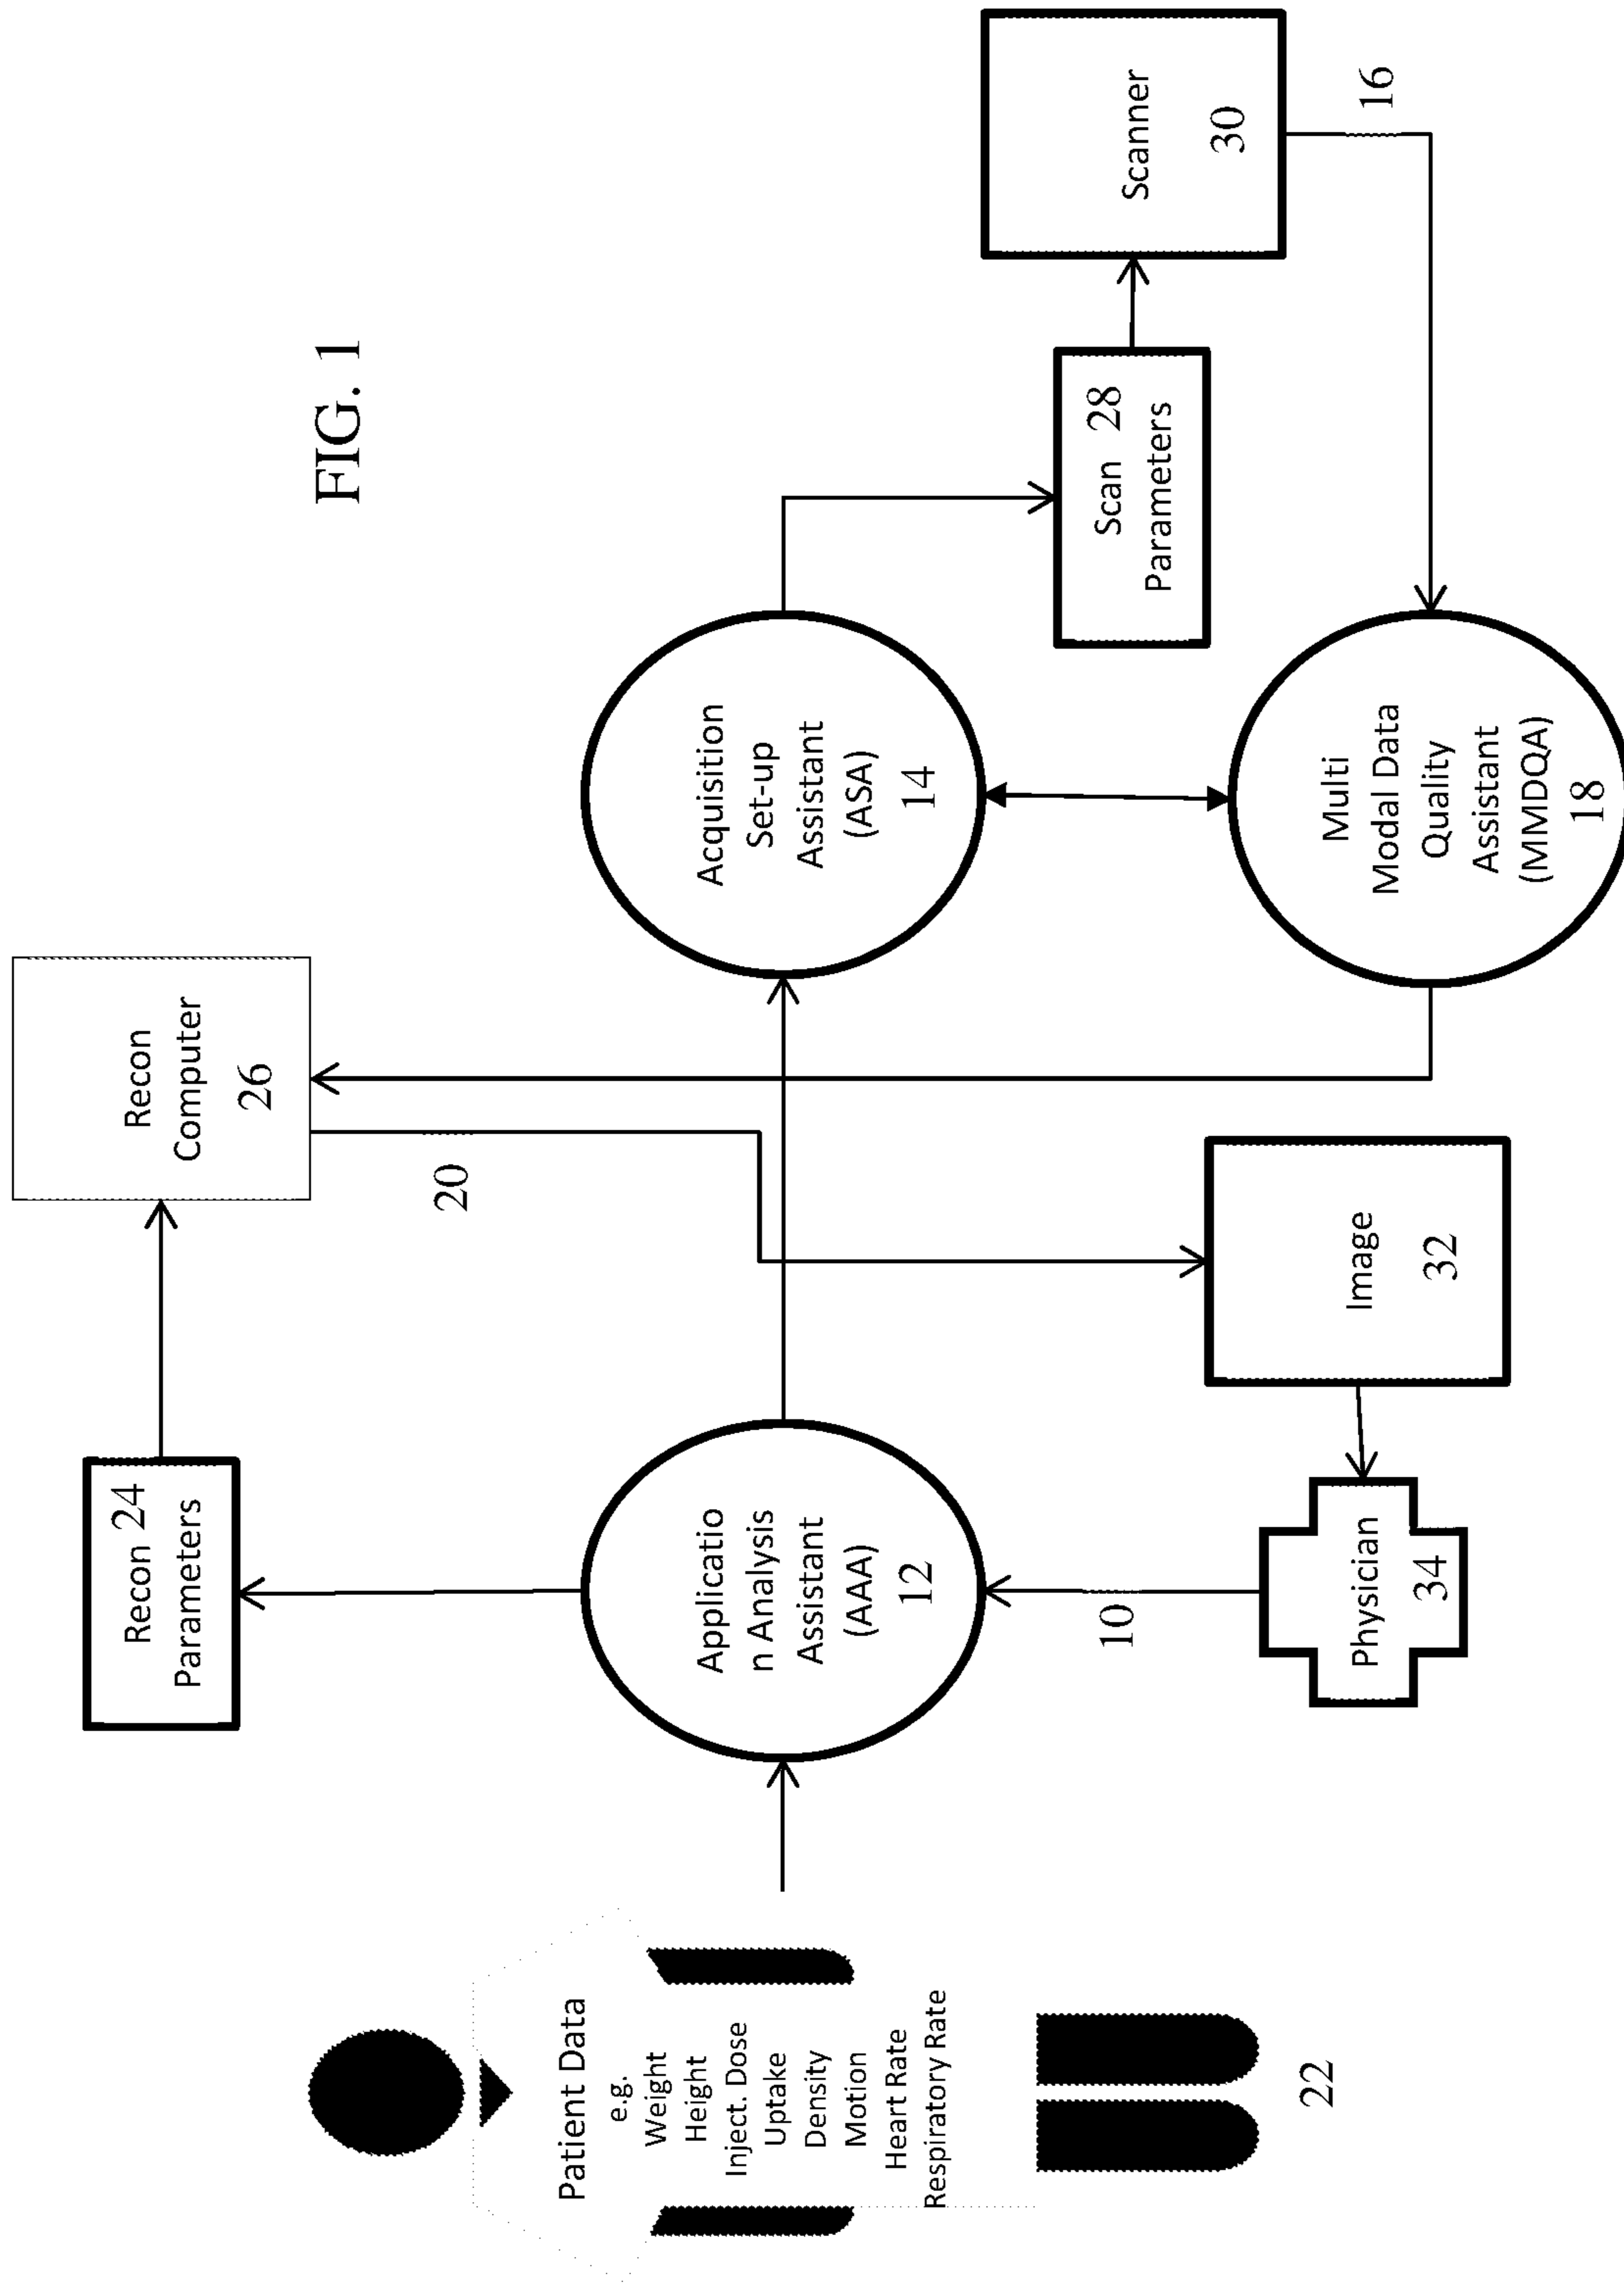 FIG. 1
Patient Data
e.g.
Weight
Height
Inject. Dose
Uptake
Density
Motion
Heart Rate
Respiratory Rate
22
Recon 24
Parameters
Recon
Computer
26
20
Applicatio
n Analysis
Assistant
(AAA)
12
10
Physician
34
Image
32
Acquisition
Set-up
Assistant
(ASA)
14
Scan 28
Parameters
Scanner
30
16
Multi
Modal Data
Quality
Assistant
(MMDQA)
18